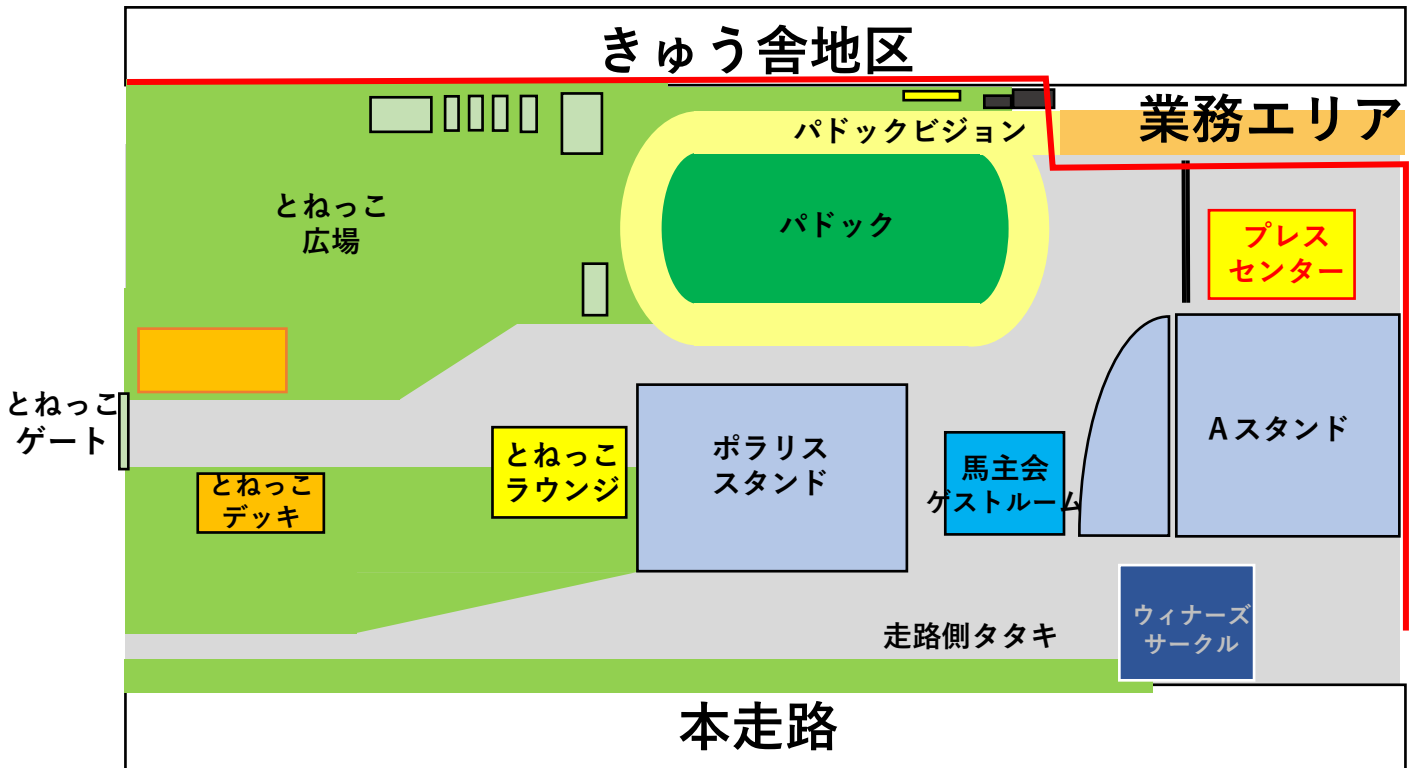 きゅう舎地区
業務エリア
パドックビジョン
とねっこ
広場
パドック
プレス
センター
とねっこ
ゲート
とねっこ
デッキ
とねっこ
ラウンジ
ポラリス
スタンド
馬主会
ゲストルーム
Aスタンド
ウィナーズ
サークル
走路側タタキ
本走路